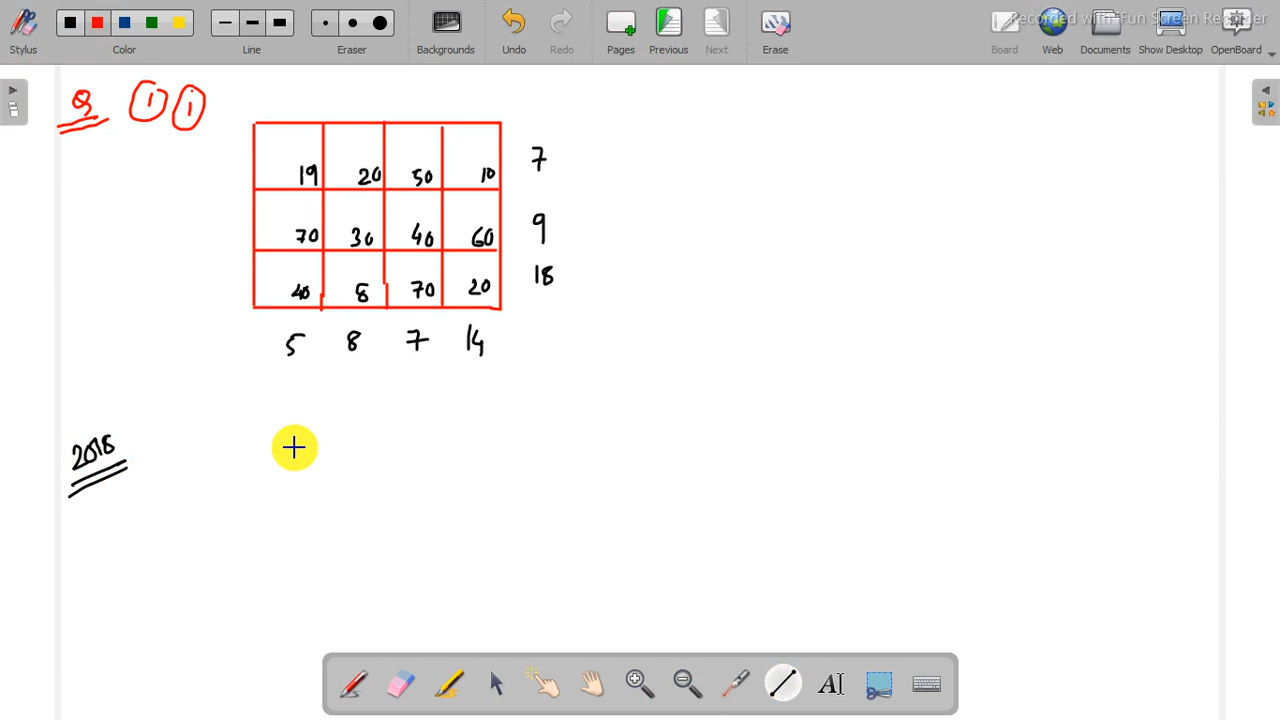 Stylus Color Line Eraser Backgrounds Undo Redo Pages Previous Next Erase Board Web Documents Show Desktop OpenBoard
Recorded with iFun Screen Recorder
Q 1 1
19 20 50 10 7
70 30 40 60 9
40 8 70 20 18
5 8 7 14
2018
AI